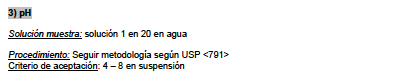 3) pH
Solución muestra: solución 1 en 20 en agua
Procedimiento: Seguir metodología según USP <791>
Criterio de aceptación: 4 – 8 en suspensión